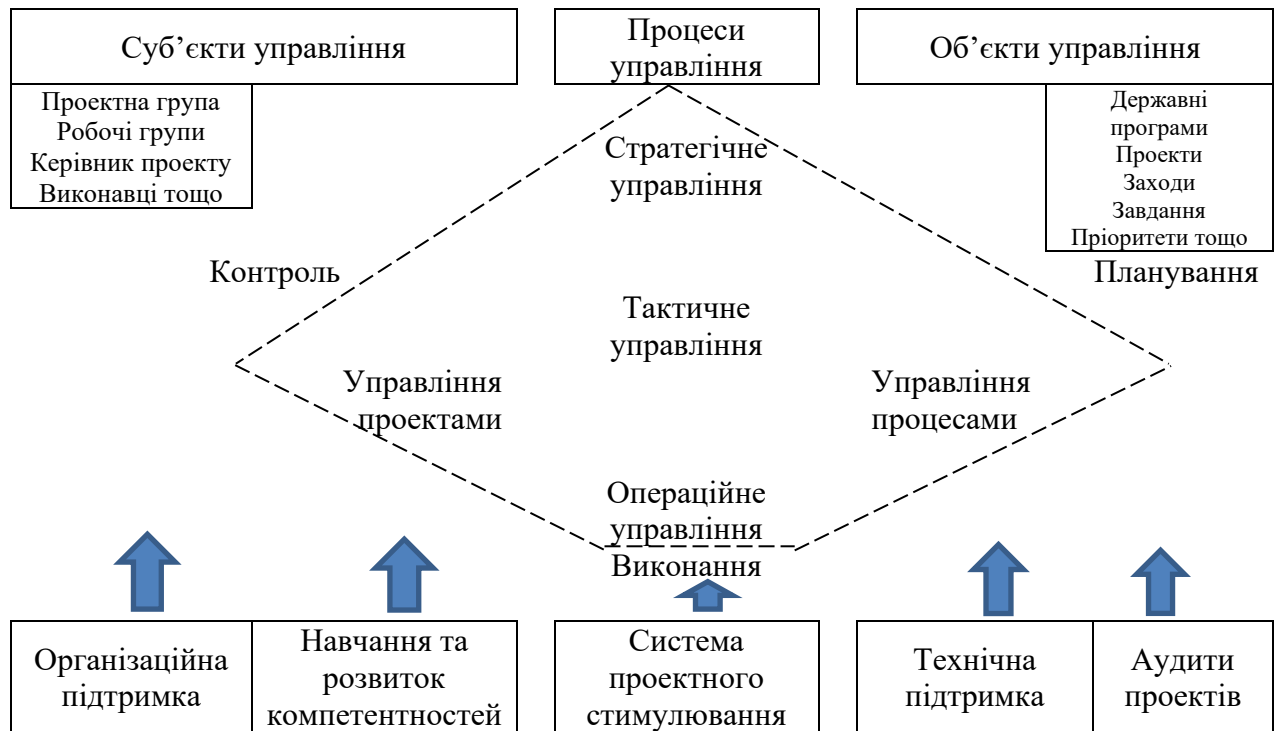 Суб’єкти управління
Процеси
управління
Об’єкти управління
Проектна група
Робочі групи
Керівник проекту
Виконавці тощо
Державні
програми
Проекти
Заходи
Завдання
Пріоритети тощо
Стратегічне
управління
Контроль
Планування
Тактичне
управління
Управління
проектами
Управління
процесами
Операційне
управління
Виконання
Організаційна
підтримка
Навчання та
розвиток
компетентностей
Система
проектного
стимулювання
Технічна
підтримка
Аудити
проектів